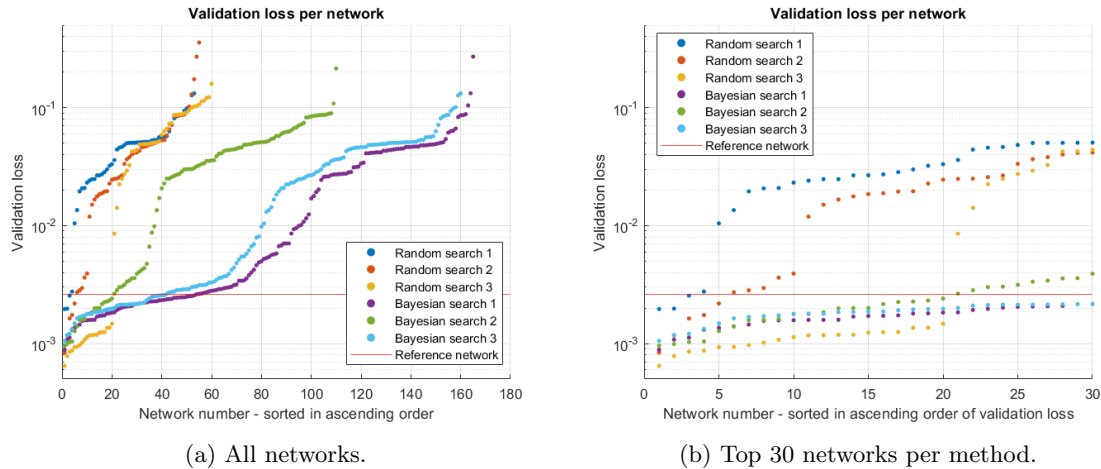 Validation loss per network
Validation loss
10^-1
10^-2
10^-3
0 20 40 60 80 100 120 140 160 180
Network number - sorted in ascending order
Random search 1
Random search 2
Random search 3
Bayesian search 1
Bayesian search 2
Bayesian search 3
Reference network
(a) All networks.
Validation loss per network
Validation loss
10^-1
10^-2
10^-3
0 5 10 15 20 25 30
Network number - sorted in ascending order of validation loss
Random search 1
Random search 2
Random search 3
Bayesian search 1
Bayesian search 2
Bayesian search 3
Reference network
(b) Top 30 networks per method.